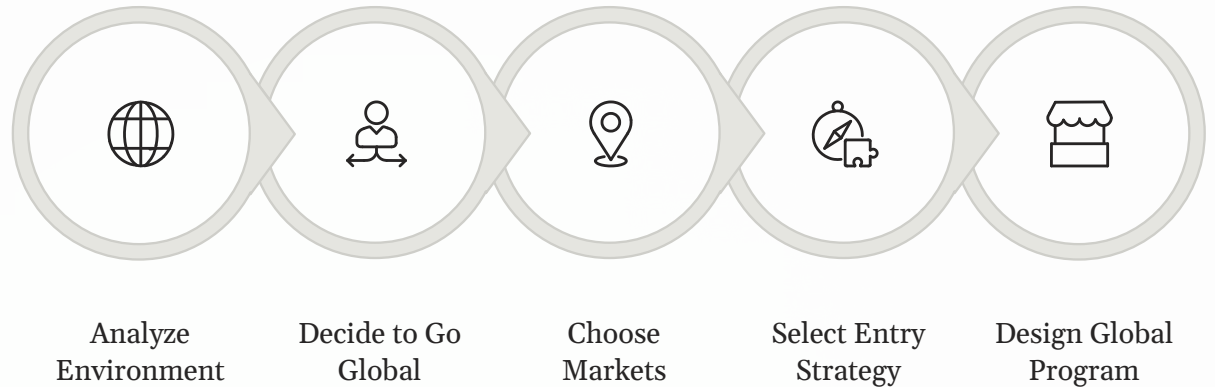 Analyze
Environment
Decide to Go
Global
Choose
Markets
Select Entry
Strategy
Design Global
Program